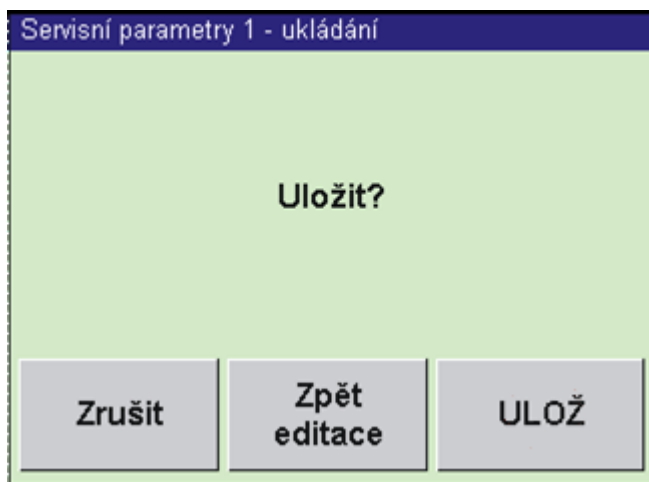 Servisní parametry 1 - ukládání
Uložit?
Zrušit
Zpět
editace
ULOŽ